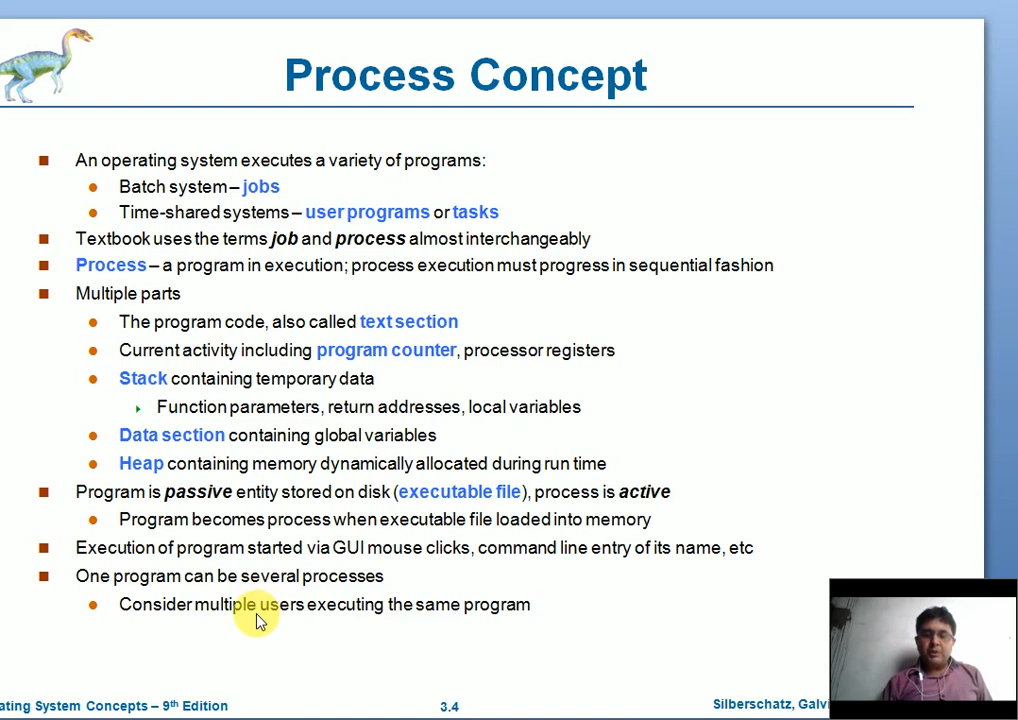 Process Concept
An operating system executes a variety of programs:
Batch system – jobs
Time-shared systems – user programs or tasks
Textbook uses the terms job and process almost interchangeably
Process – a program in execution; process execution must progress in sequential fashion
Multiple parts
The program code, also called text section
Current activity including program counter, processor registers
Stack containing temporary data
Function parameters, return addresses, local variables
Data section containing global variables
Heap containing memory dynamically allocated during run time
Program is passive entity stored on disk (executable file), process is active
Program becomes process when executable file loaded into memory
Execution of program started via GUI mouse clicks, command line entry of its name, etc
One program can be several processes
Consider multiple users executing the same program
ating System Concepts – 9th Edition 3.4 Silberschatz, Galvi